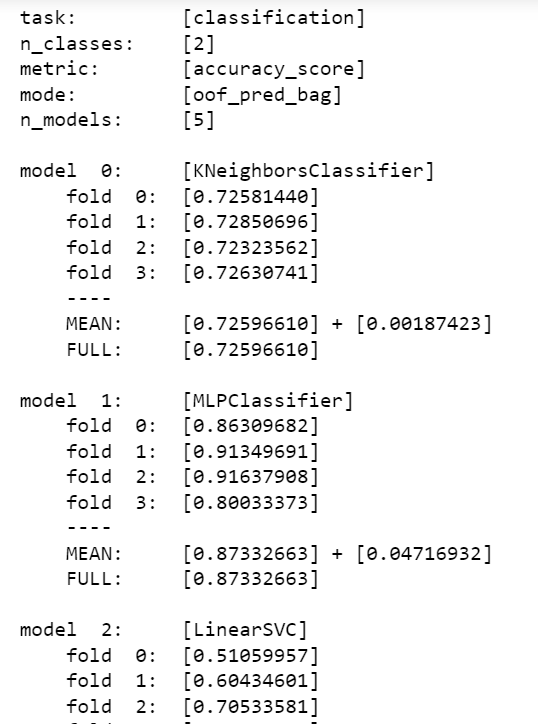 task: [classification]
n_classes: [2]
metric: [accuracy_score]
mode: [oof_pred_bag]
n_models: [5]
model 0: [KNeighborsClassifier]
fold 0: [0.72581440]
fold 1: [0.72850696]
fold 2: [0.72323562]
fold 3: [0.72630741]
----
MEAN: [0.72596610] + [0.00187423]
FULL: [0.72596610]
model 1: [MLPClassifier]
fold 0: [0.86309682]
fold 1: [0.91349691]
fold 2: [0.91637908]
fold 3: [0.80033373]
----
MEAN: [0.87332663] + [0.04716932]
FULL: [0.87332663]
model 2: [LinearSVC]
fold 0: [0.51059957]
fold 1: [0.60434601]
fold 2: [0.70533581]